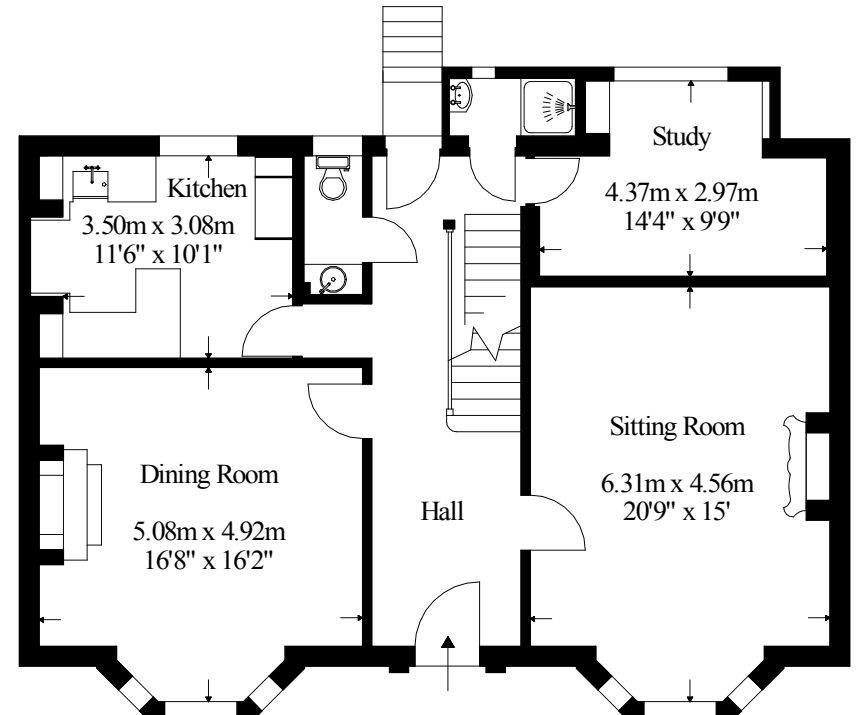 Study
4.37m x 2.97m
14'4" x 9'9"
Kitchen
3.50m x 3.08m
11'6" x 10'1"
Sitting Room
6.31m x 4.56m
20'9" x 15'
Dining Room
5.08m x 4.92m
16'8" x 16'2"
Hall